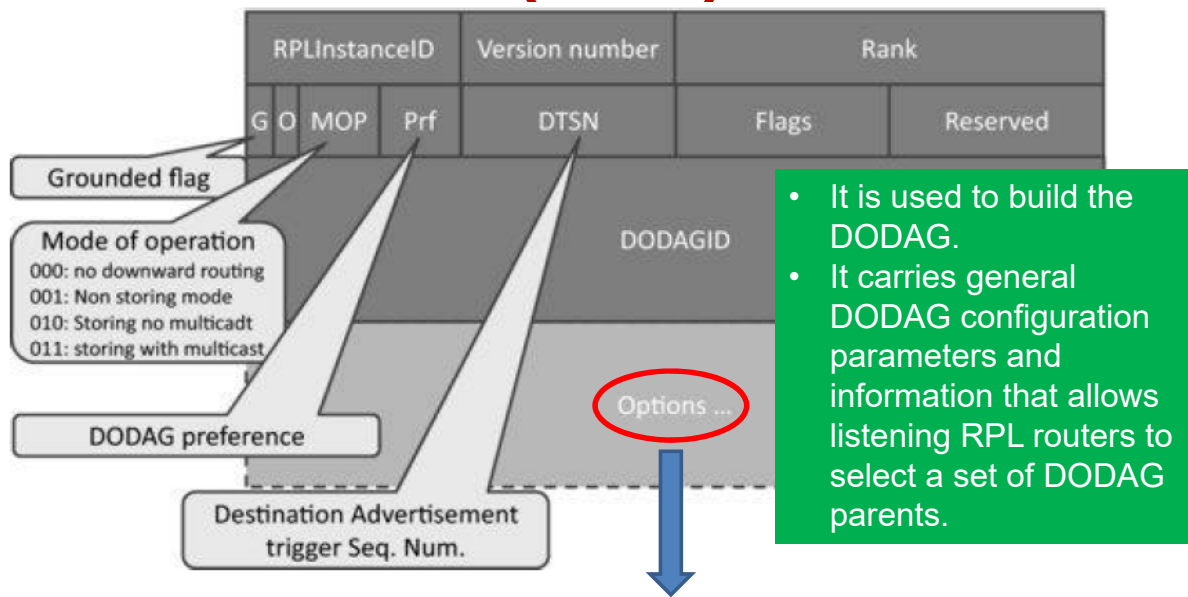 RPLInstanceID Version number Rank
G O MOP Prf DTSN Flags Reserved
Grounded flag
Mode of operation
000: no downward routing
001: Non storing mode
010: Storing no multicadt
011: storing with multicast
DODAGID
• It is used to build the
DODAG.
• It carries general
DODAG configuration
parameters and
information that allows
listening RPL routers to
select a set of DODAG
parents.
Options ...
DODAG preference
Destination Advertisement
trigger Seq. Num.